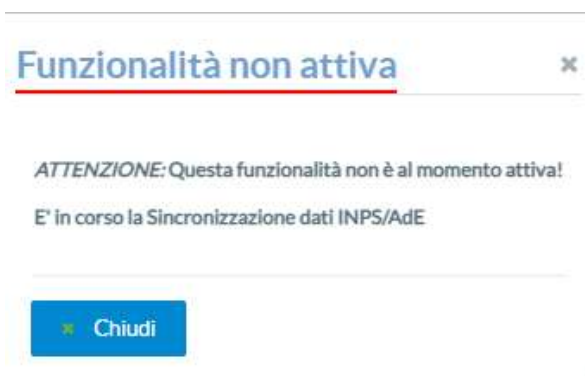 Funzionalità non attiva
ATTENZIONE: Questa funzionalità non è al momento attiva!
E' in corso la Sincronizzazione dati INPS/AdE
Chiudi